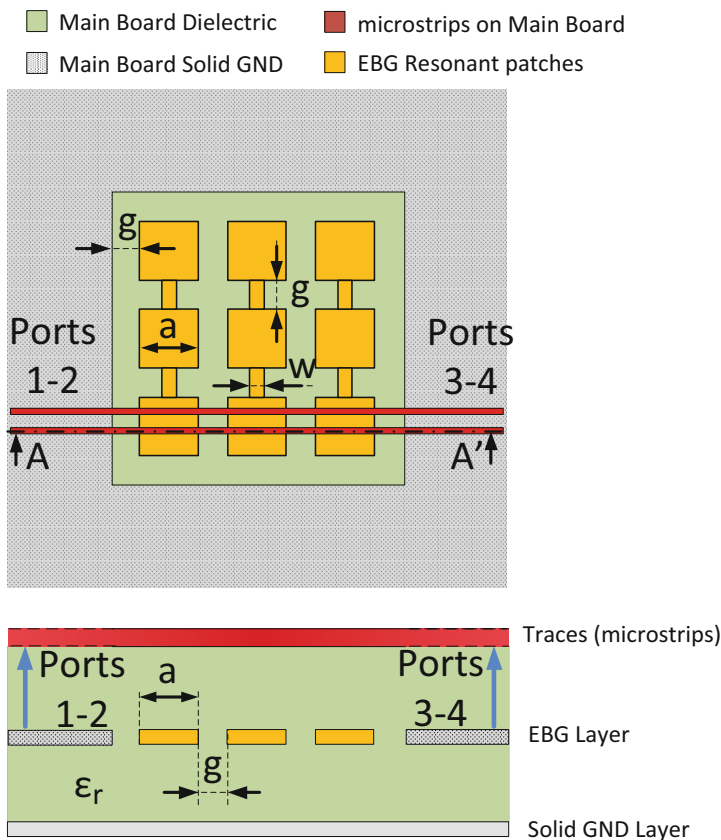 Main Board Dielectric
microstrips on Main Board
Main Board Solid GND
EBG Resonant patches
g
g
Ports
1-2
a
Ports
3-4
w
A
A’
Traces (microstrips)
Ports
1-2
a
Ports
3-4
EBG Layer
g
εr
Solid GND Layer